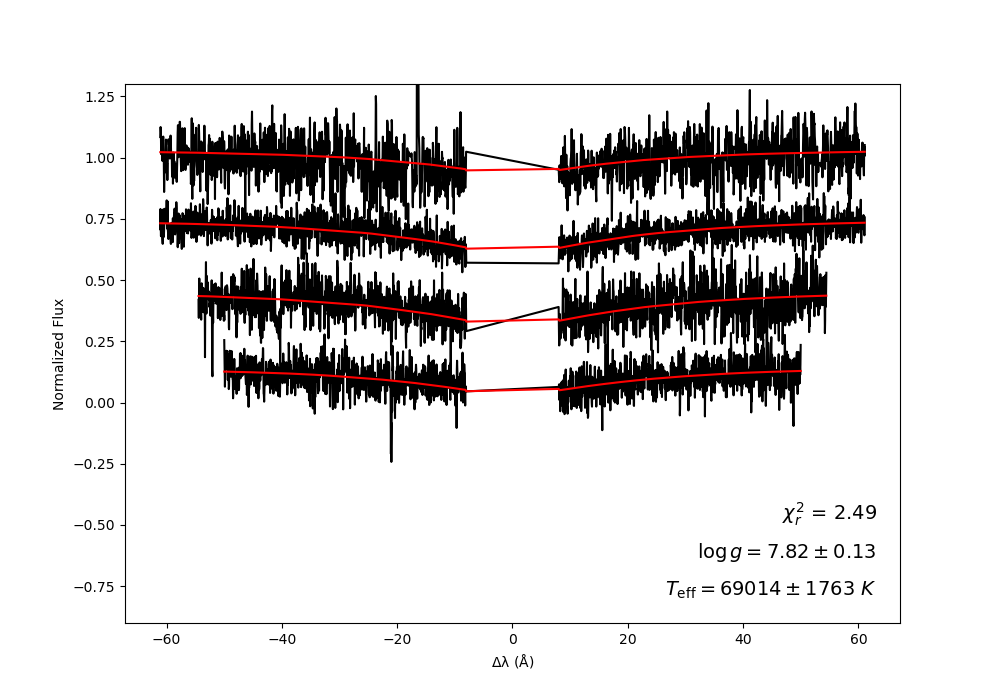 1.25
1.00
0.75
0.50
0.25
0.00
−0.25
−0.50
−0.75
Normalized Flux
χ²ᵣ = 2.49
log g = 7.82 ± 0.13
T_eff = 69014 ± 1763 K
−60 −40 −20 0 20 40 60
Δλ (Å)